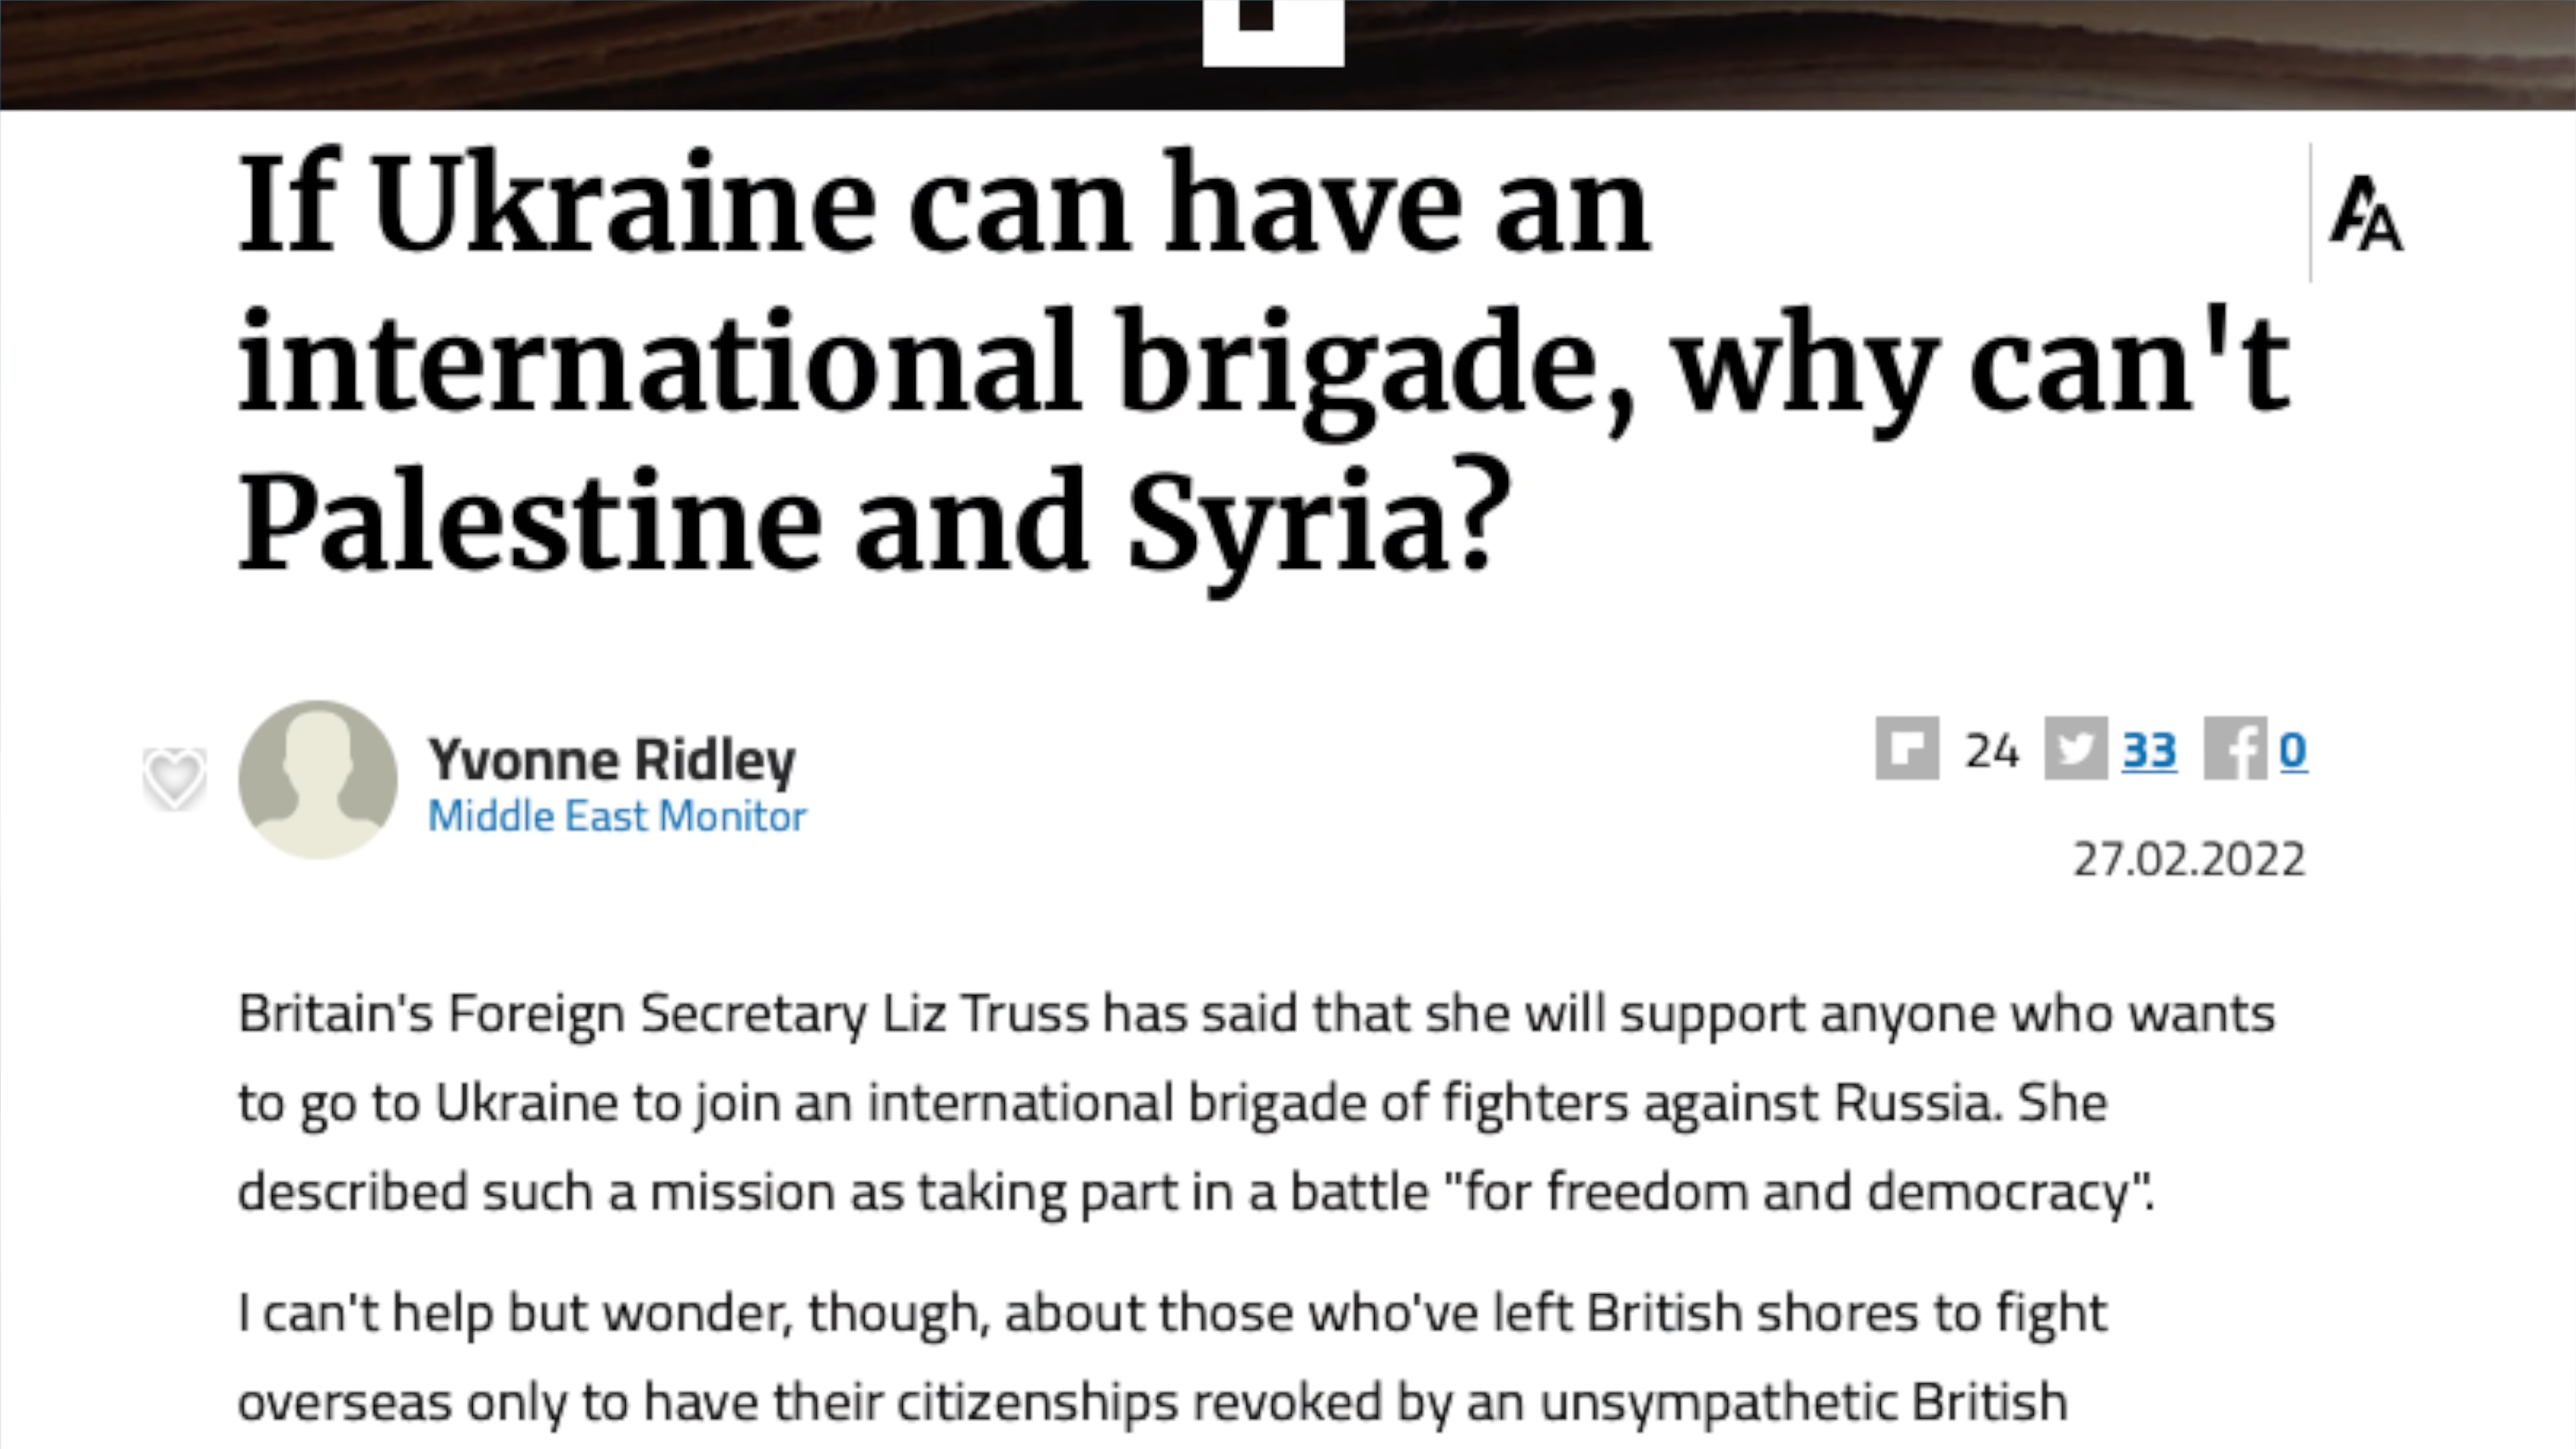 If Ukraine can have an
international brigade, why can't
Palestine and Syria?
Yvonne Ridley
Middle East Monitor
24 33 0
27.02.2022
Britain's Foreign Secretary Liz Truss has said that she will support anyone who wants
to go to Ukraine to join an international brigade of fighters against Russia. She
described such a mission as taking part in a battle "for freedom and democracy".
I can't help but wonder, though, about those who've left British shores to fight
overseas only to have their citizenships revoked by an unsympathetic British